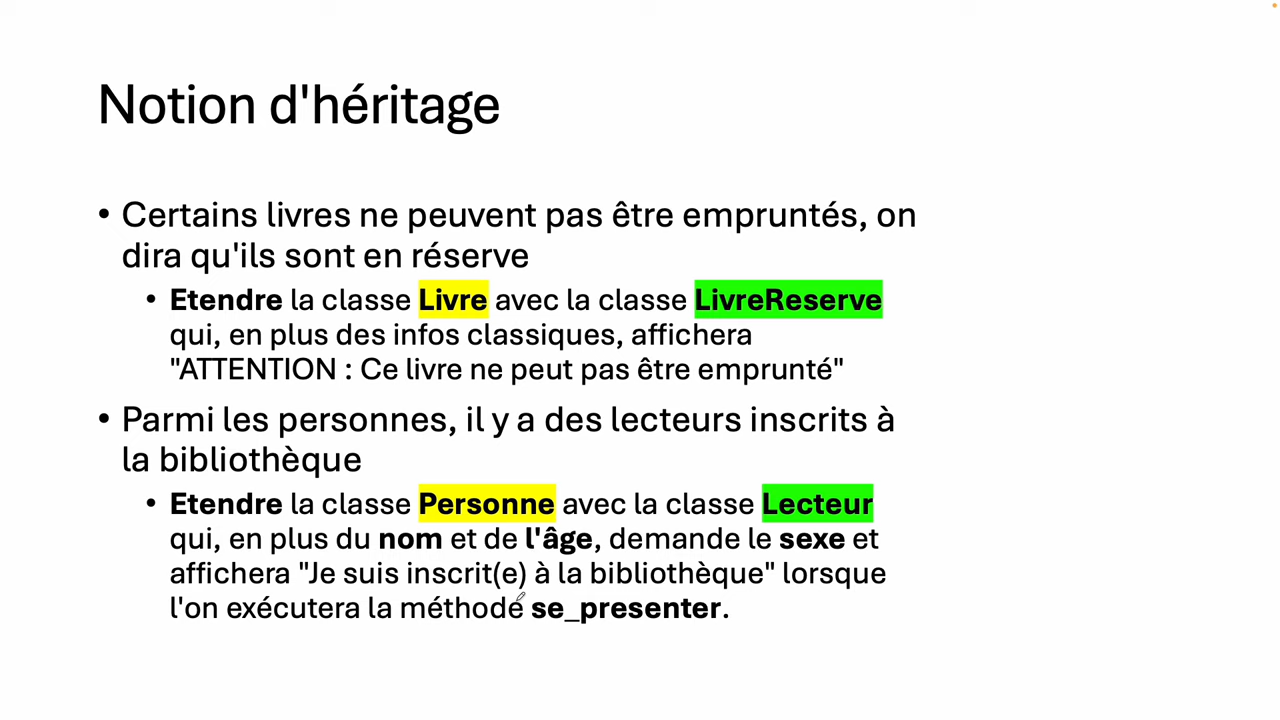 Notion d'héritage
• Certains livres ne peuvent pas être empruntés, on
dira qu'ils sont en réserve
• Etendre la classe Livre avec la classe LivreReserve
qui, en plus des infos classiques, affichera
"ATTENTION : Ce livre ne peut pas être emprunté"
• Parmi les personnes, il y a des lecteurs inscrits à
la bibliothèque
• Etendre la classe Personne avec la classe Lecteur
qui, en plus du nom et de l'âge, demande le sexe et
affichera "Je suis inscrit(e) à la bibliothèque" lorsque
l'on exécutera la méthode se_presenter.